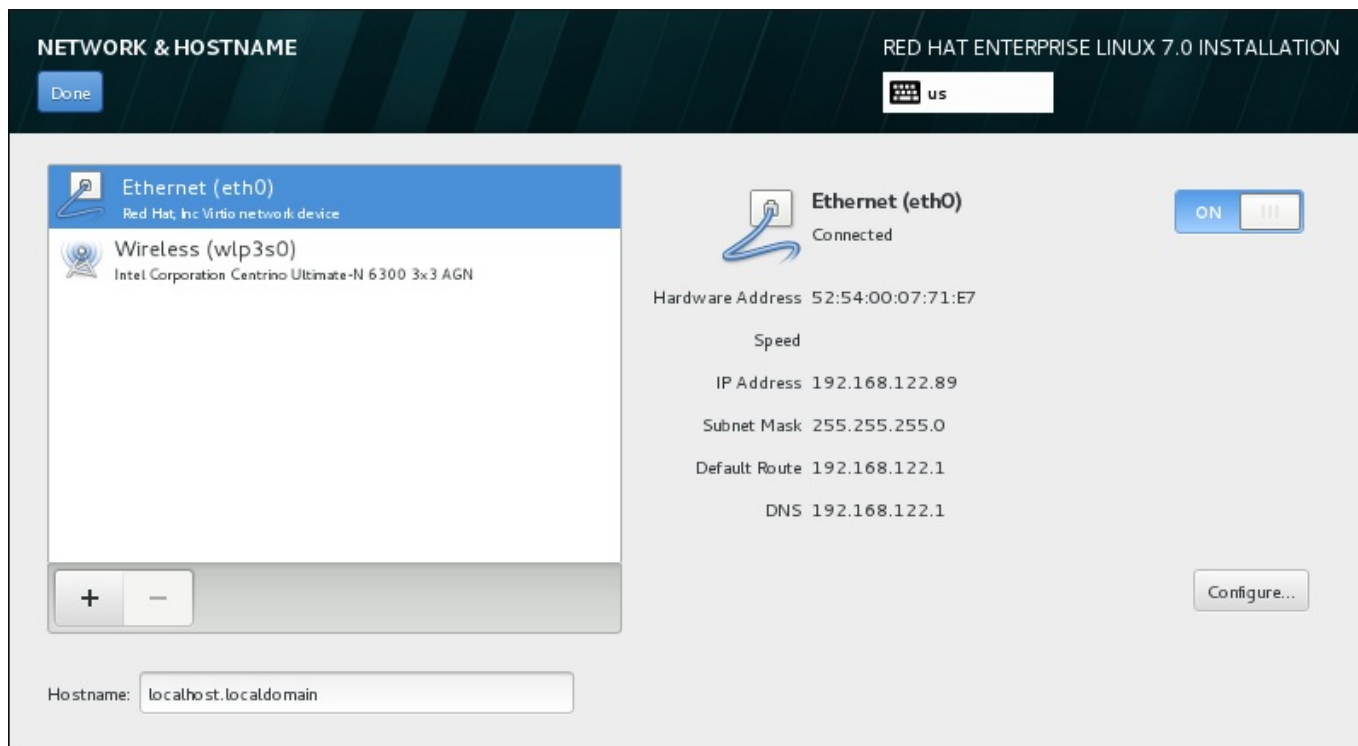 NETWORK & HOSTNAME
RED HAT ENTERPRISE LINUX 7.0 INSTALLATION
Done
us
Ethernet (eth0)
Red Hat, Inc Virtio network device
Wireless (wlp3s0)
Intel Corporation Centrino Ultimate-N 6300 3x3 AGN
Ethernet (eth0)
Connected
ON
Hardware Address 52:54:00:07:71:E7
Speed
IP Address 192.168.122.89
Subnet Mask 255.255.255.0
Default Route 192.168.122.1
DNS 192.168.122.1
+ −
Configure...
Hostname: localhost.localdomain